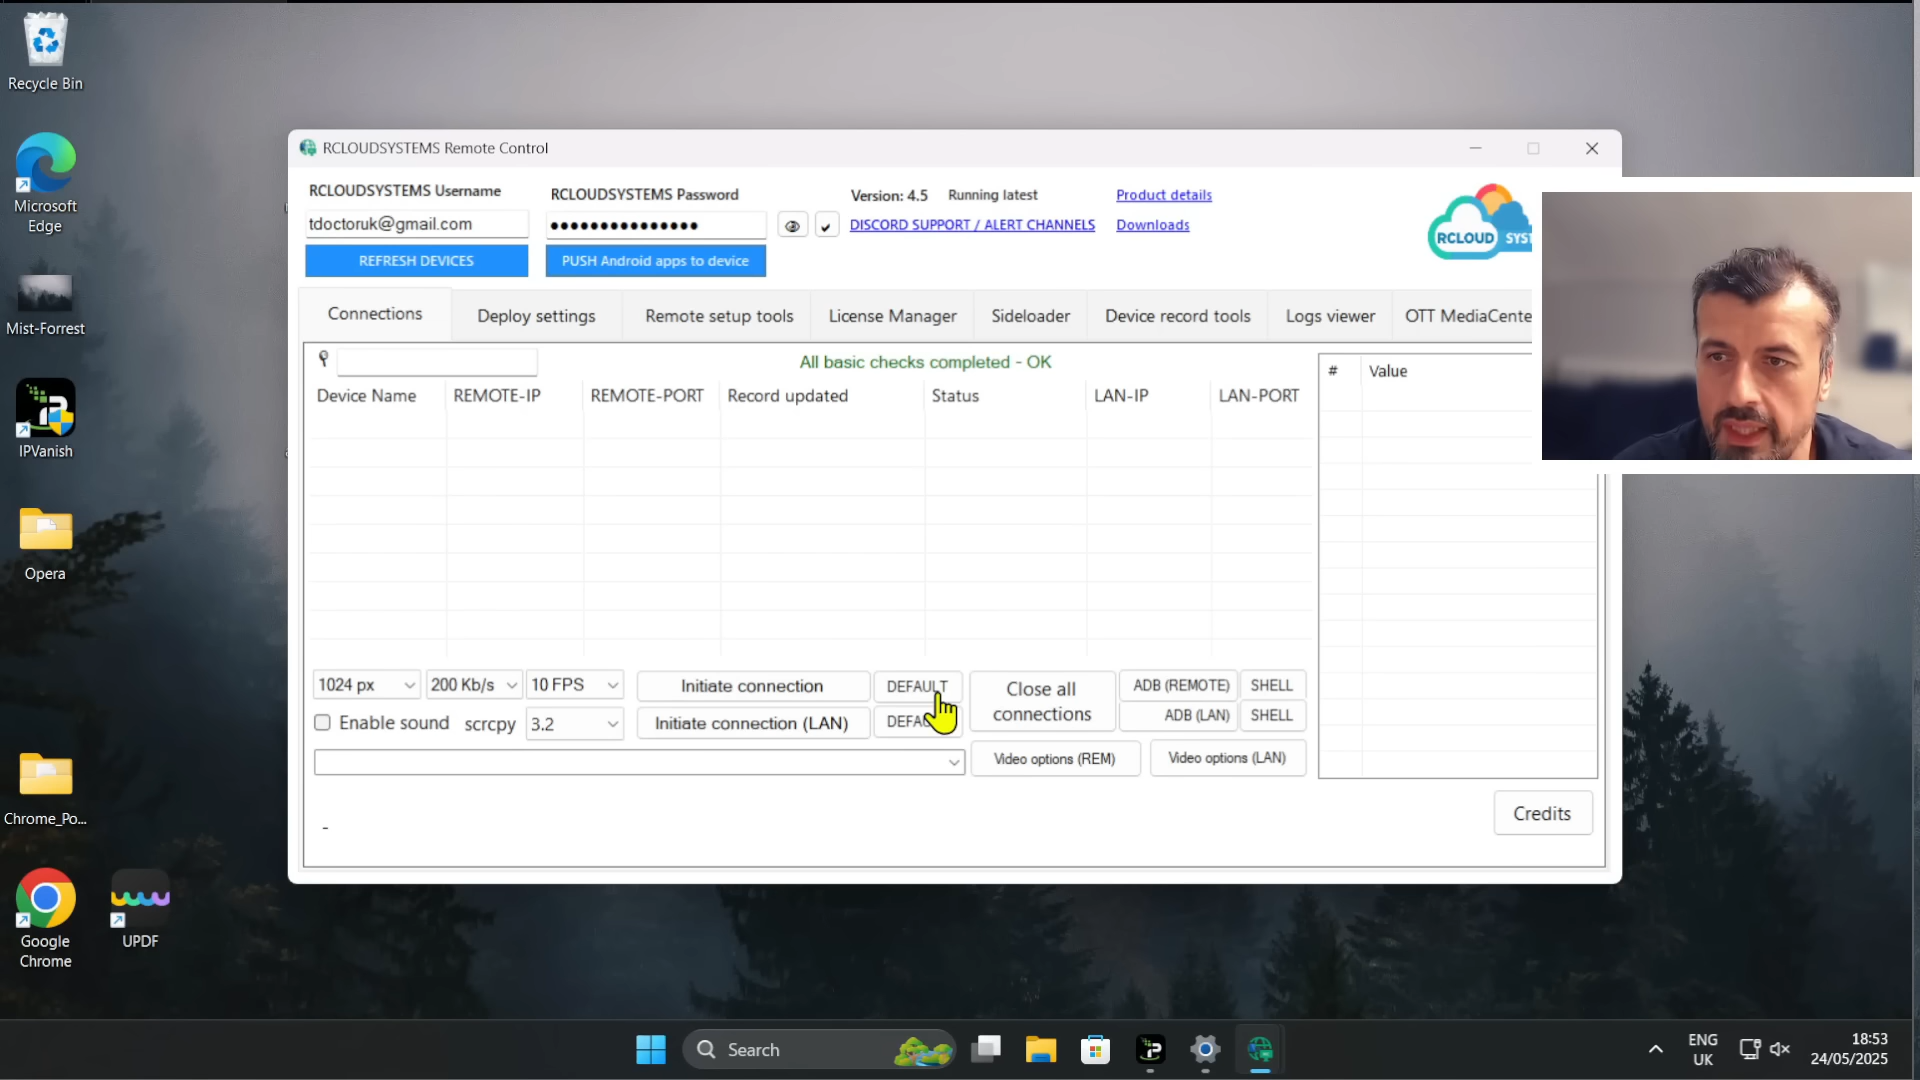 Recycle Bin
Microsoft
Edge
Mist-Forrest
IPVanish
Opera
Chrome_Po...
Google
Chrome
UPDF
RCLOUDSYSTEMS Remote Control
RCLOUDSYSTEMS Username
RCLOUDSYSTEMS Password
Version: 4.5 Running latest
Product details
tdoctoruk@gmail.com
DISCORD SUPPORT / ALERT CHANNELS
Downloads
RCLOUD SYST
REFRESH DEVICES
PUSH Android apps to device
Connections
Deploy settings
Remote setup tools
License Manager
Sideloader
Device record tools
Logs viewer
OTT MediaCente
All basic checks completed - OK
# Value
Device Name
REMOTE-IP
REMOTE-PORT
Record updated
Status
LAN-IP
LAN-PORT
1024 px
200 Kb/s
10 FPS
Initiate connection
DEFAULT
Close all
connections
ADB (REMOTE)
SHELL
Enable sound
scrcpy
3.2
Initiate connection (LAN)
ADB (LAN)
SHELL
Video options (REM)
Video options (LAN)
-
Credits
Search
ENG
UK
18:53
24/05/2025